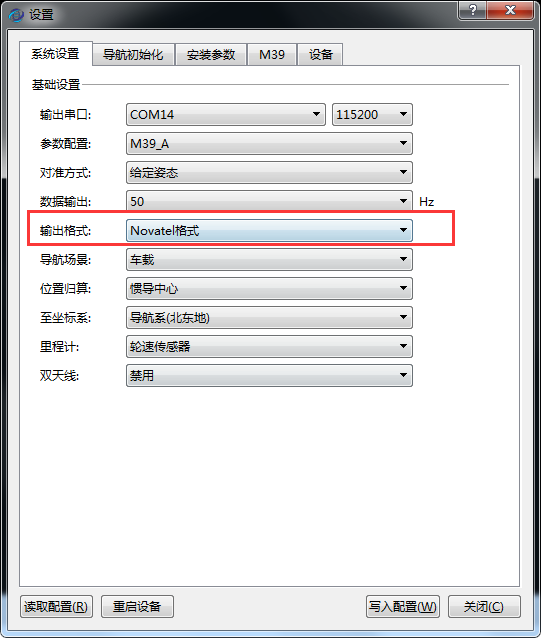 设置
系统设置 导航初始化 安装参数 M39 设备
基础设置
输出串口: COM14 115200
参数配置: M39_A
对准方式: 给定姿态
数据输出: 50 Hz
输出格式: Novatel格式
导航场景: 车载
位置归算: 惯导中心
至坐标系: 导航系(北东地)
里程计: 轮速传感器
双天线: 禁用
读取配置(R) 重启设备 写入配置(W) 关闭(C)